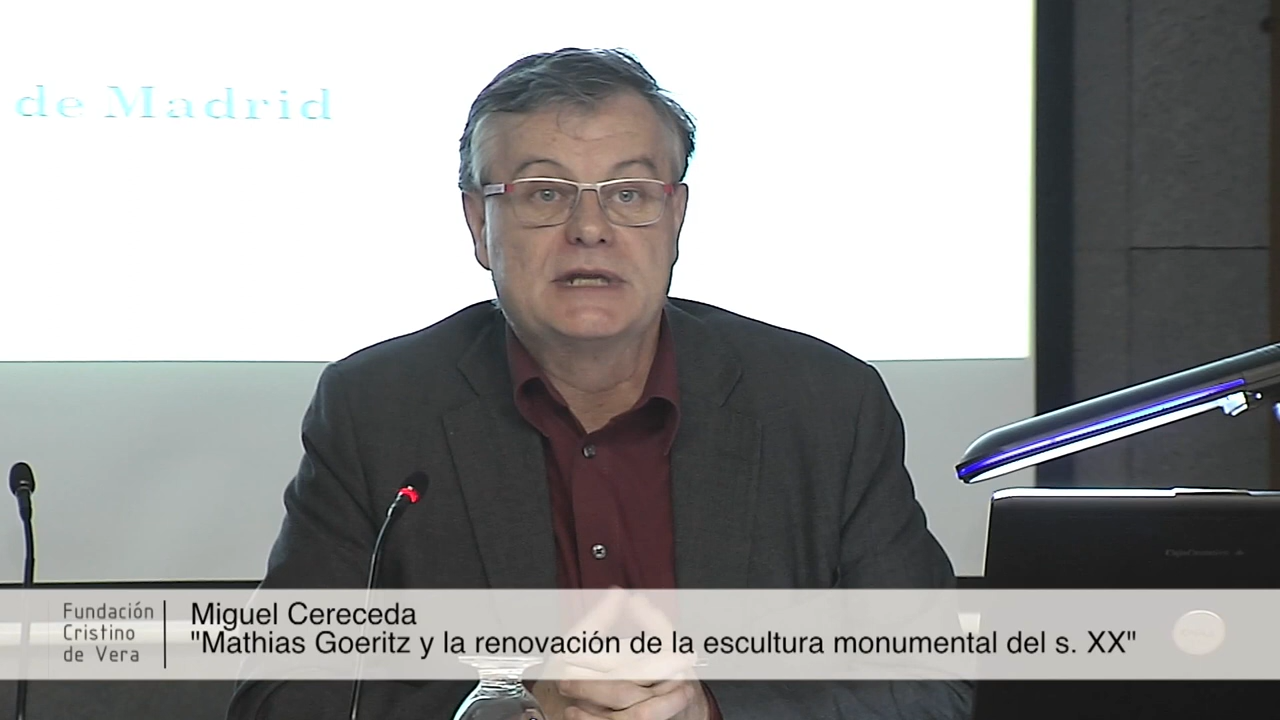 de Madrid
Fundación
Cristino
de Vera
Miguel Cereceda
"Mathias Goeritz y la renovación de la escultura monumental del s. XX"